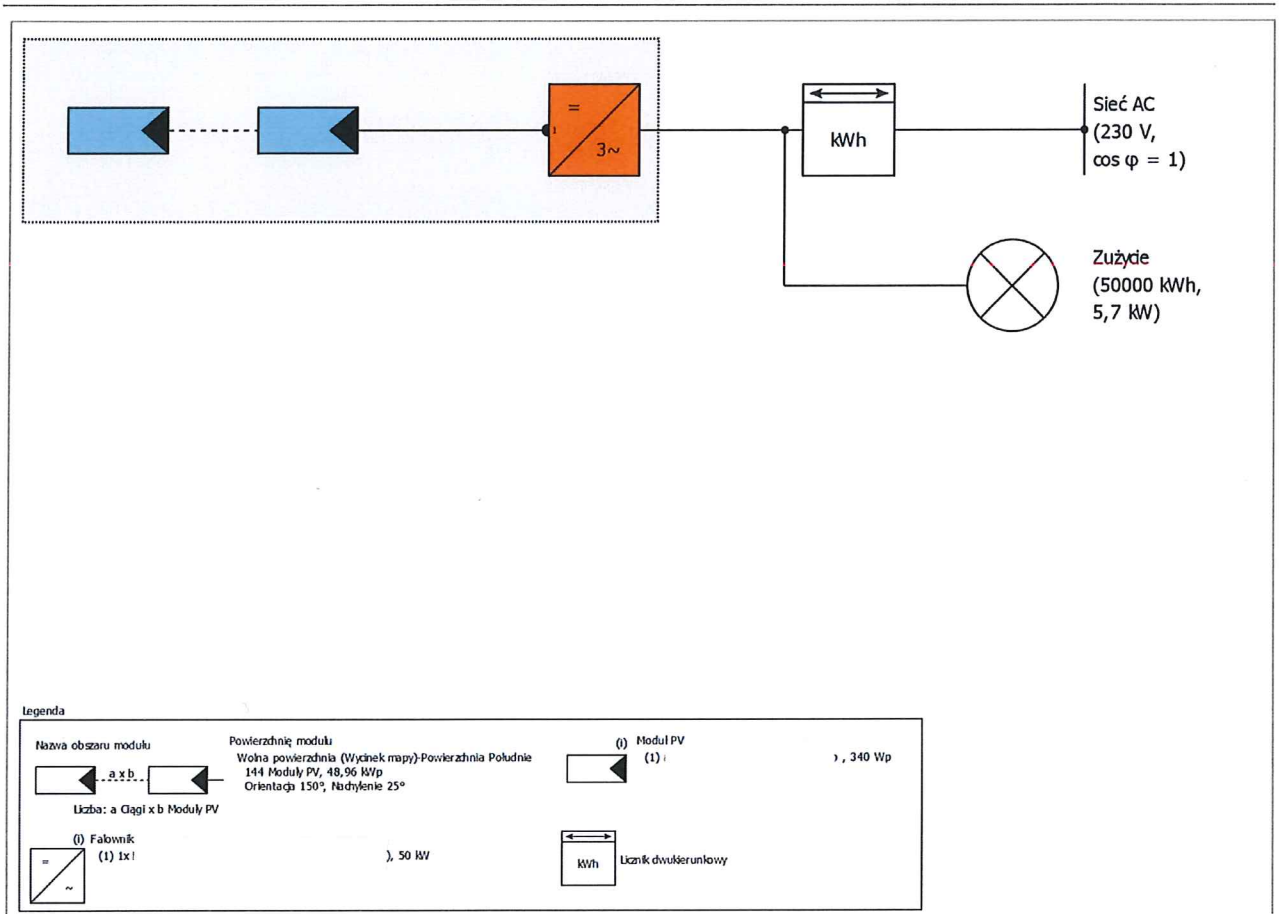 =
1
3~
kWh
Sieć AC
(230 V,
cos φ = 1)
Zużycie
(50000 kWh,
5,7 kW)
Legenda
Nazwa obszaru modułu
a x b
Liczba: a Ciągi x b Moduły PV
Powierzchnię modułu
Wolna powierzchnia (Wycinek mapy)-Powierzchnia Południe
144 Moduły PV, 48,96 kWp
Orientacja 150°, Nachylenie 25°
(i) Moduł PV
(1) , 340 Wp
(i) Falownik
(1) 1x ), 50 kW
=
~
kWh
Licznik dwukierunkowy